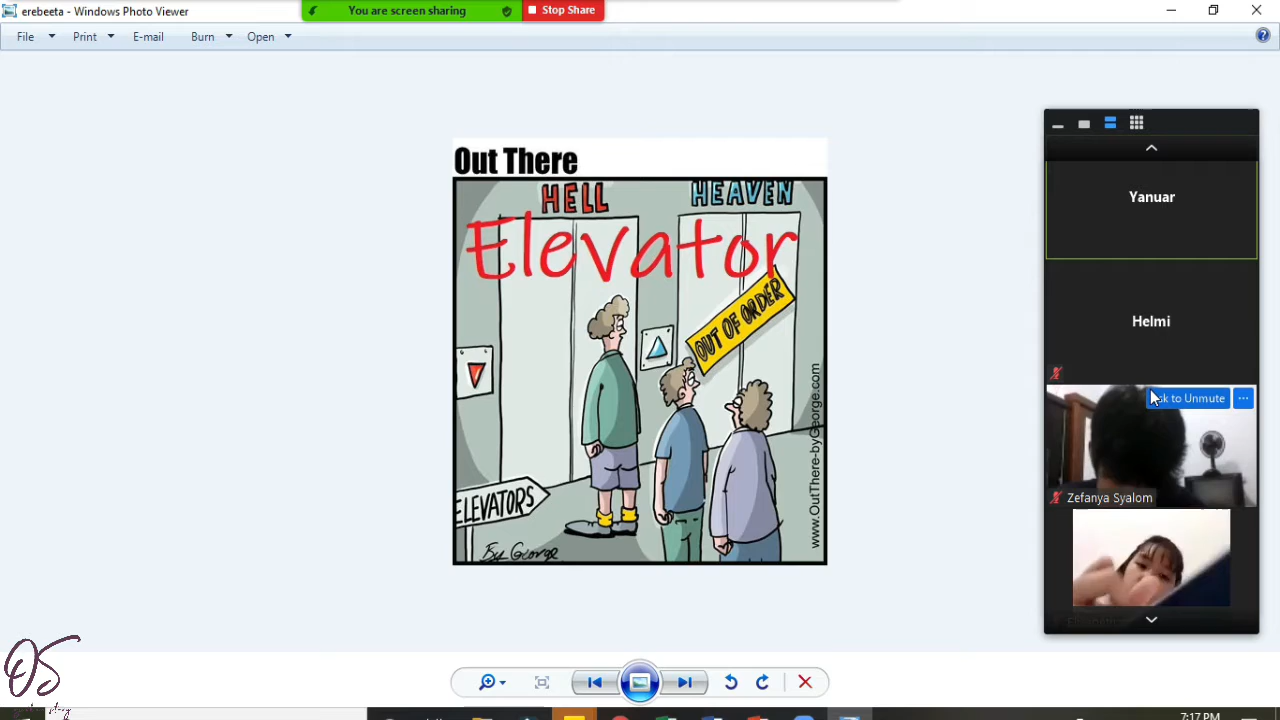 erebeeta - Windows Photo Viewer
You are screen sharing
Stop Share
File
Print
E-mail
Burn
Open
Out There
HELL
HEAVEN
Elevator
OUT OF ORDER
ELEVATORS
By George
www.OutThere-byGeorge.com
Yanuar
Helmi
to Unmute
Zefanya Syalom
OS
7:17 PM